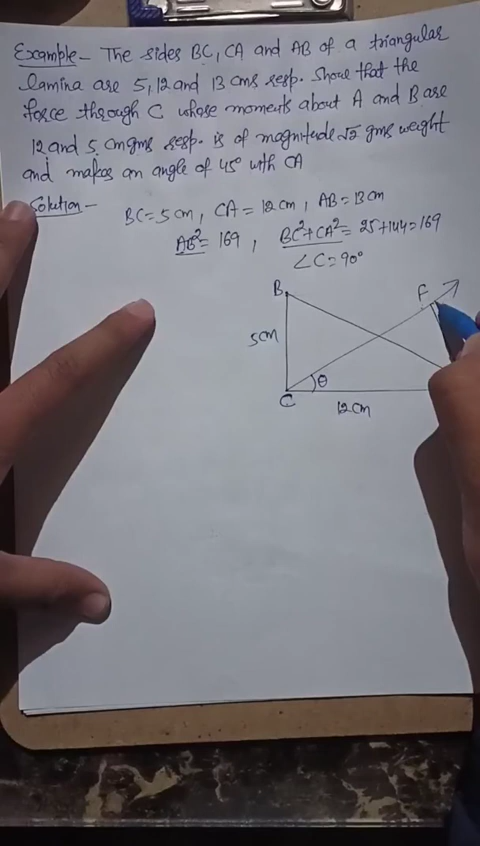 Example - The sides BC, CA and AB of a triangular
lamina are 5, 12 and 13 cms resp. Show that the
force through C whose moments about A and B are
12 and 5 cmgms resp. is of magnitude √2 gms weight
and makes an angle of 45° with CA
Solution -
BC = 5 cm, CA = 12 cm, AB = 13 cm
AB² = 169, BC² + CA² = 25 + 144 = 169
∠C = 90°
B
F
5cm
θ
C
12 cm